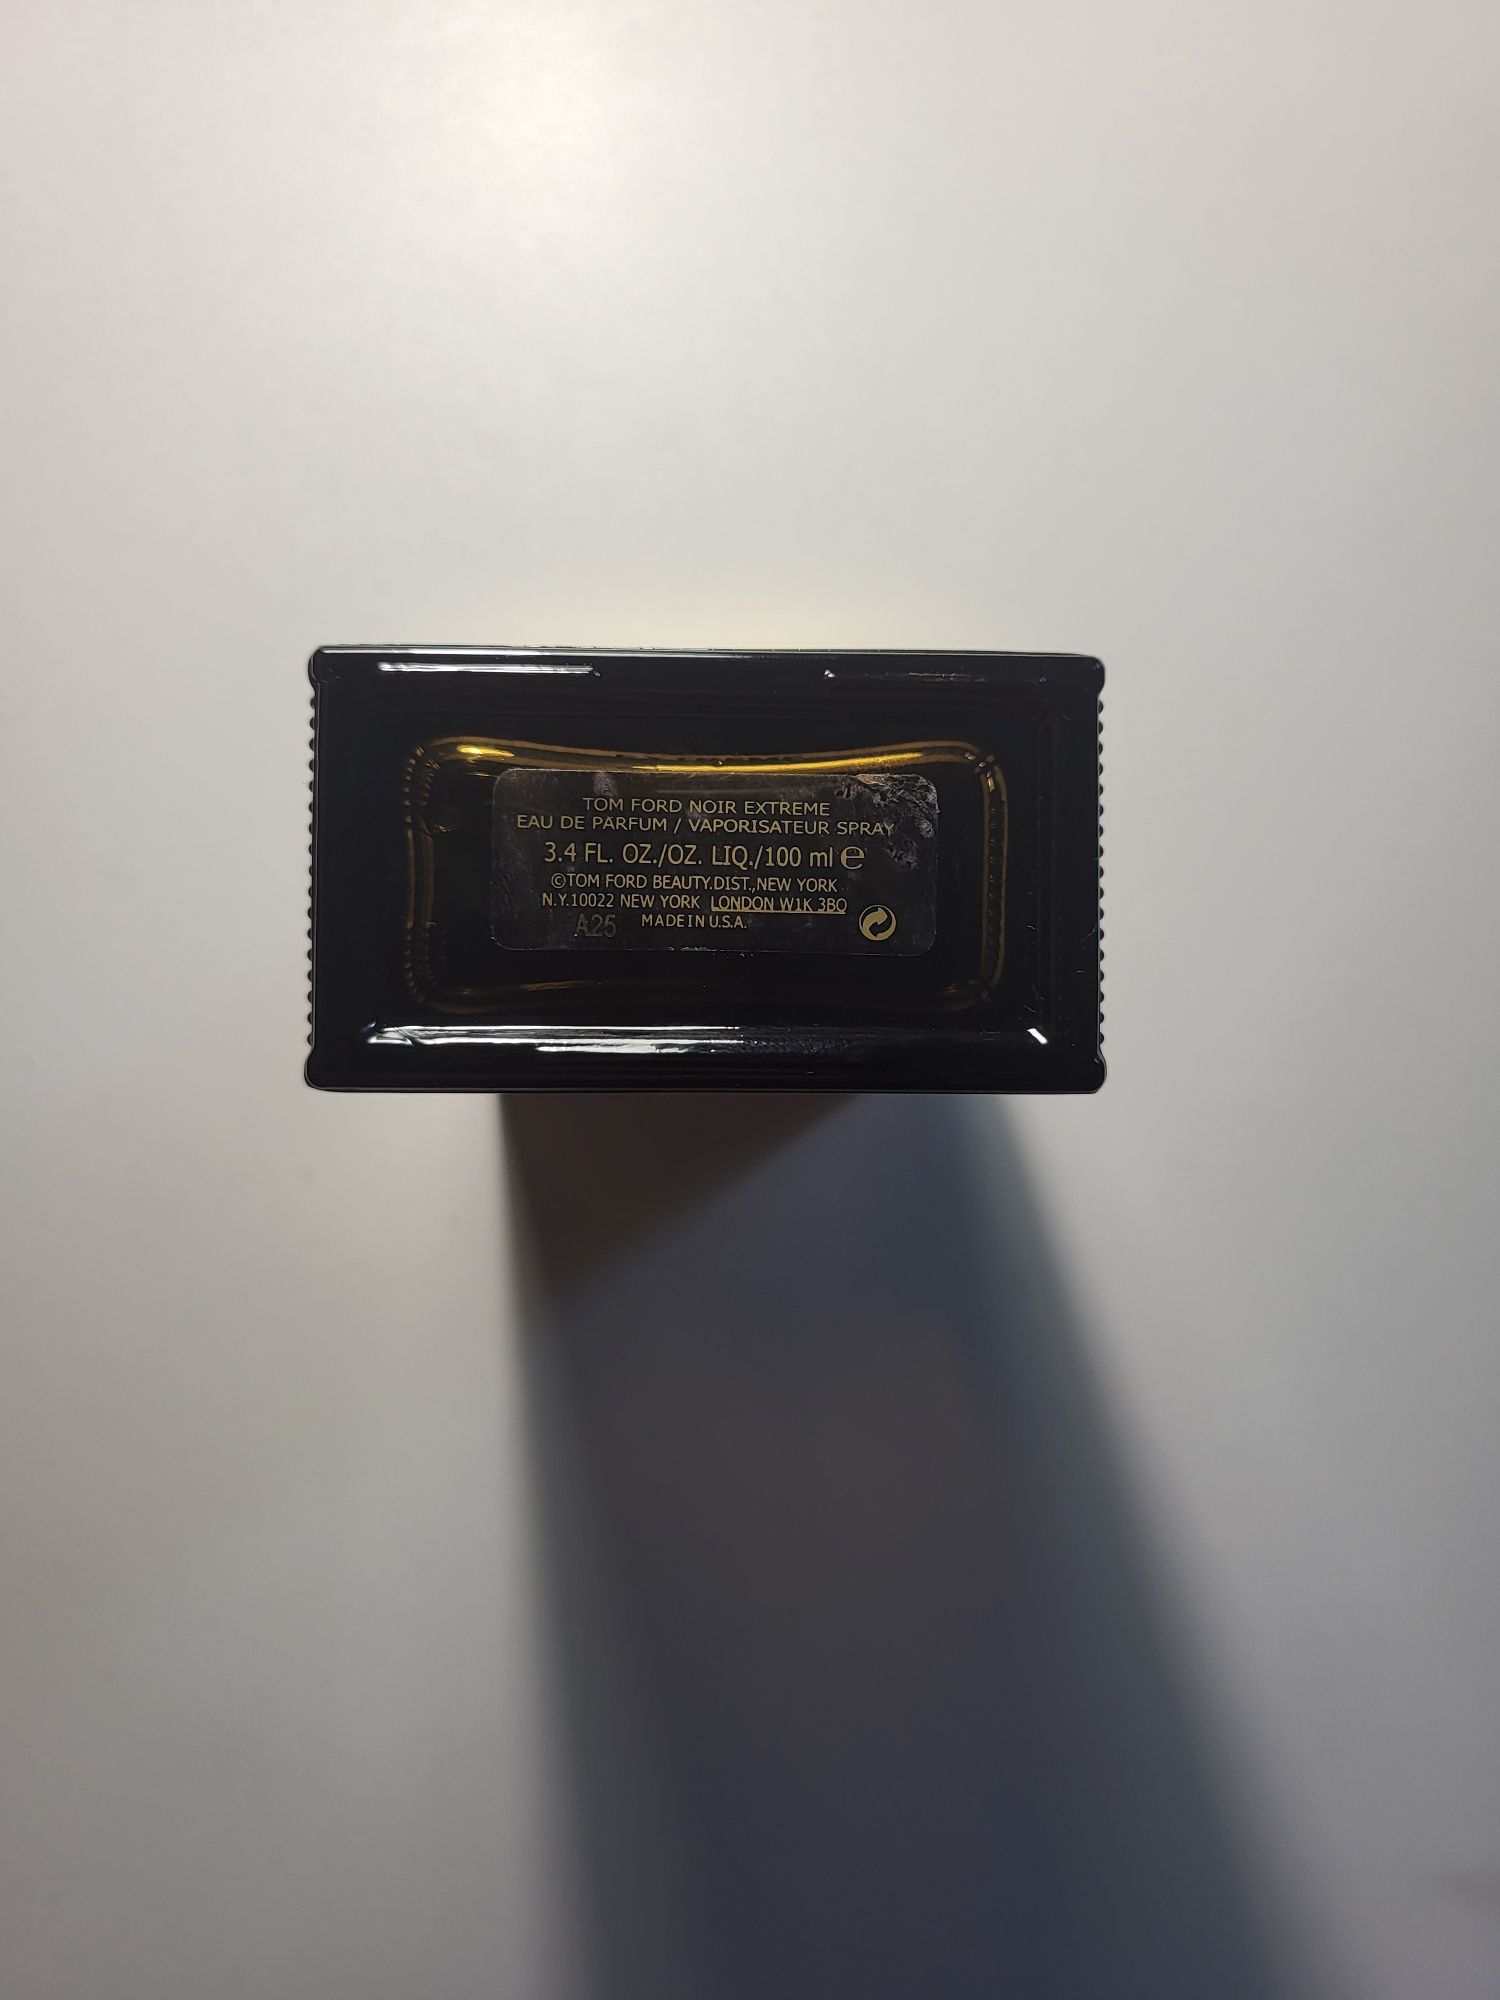 TOM FORD NOIR EXTREME
EAU DE PARFUM / VAPORISATEUR SPRAY
3.4 FL. OZ./OZ. LIQ./100 ml ℮
©TOM FORD BEAUTY.DIST.,NEW YORK
N.Y.10022 NEW YORK LONDON W1K 3BQ
A25 MADE IN U.S.A.